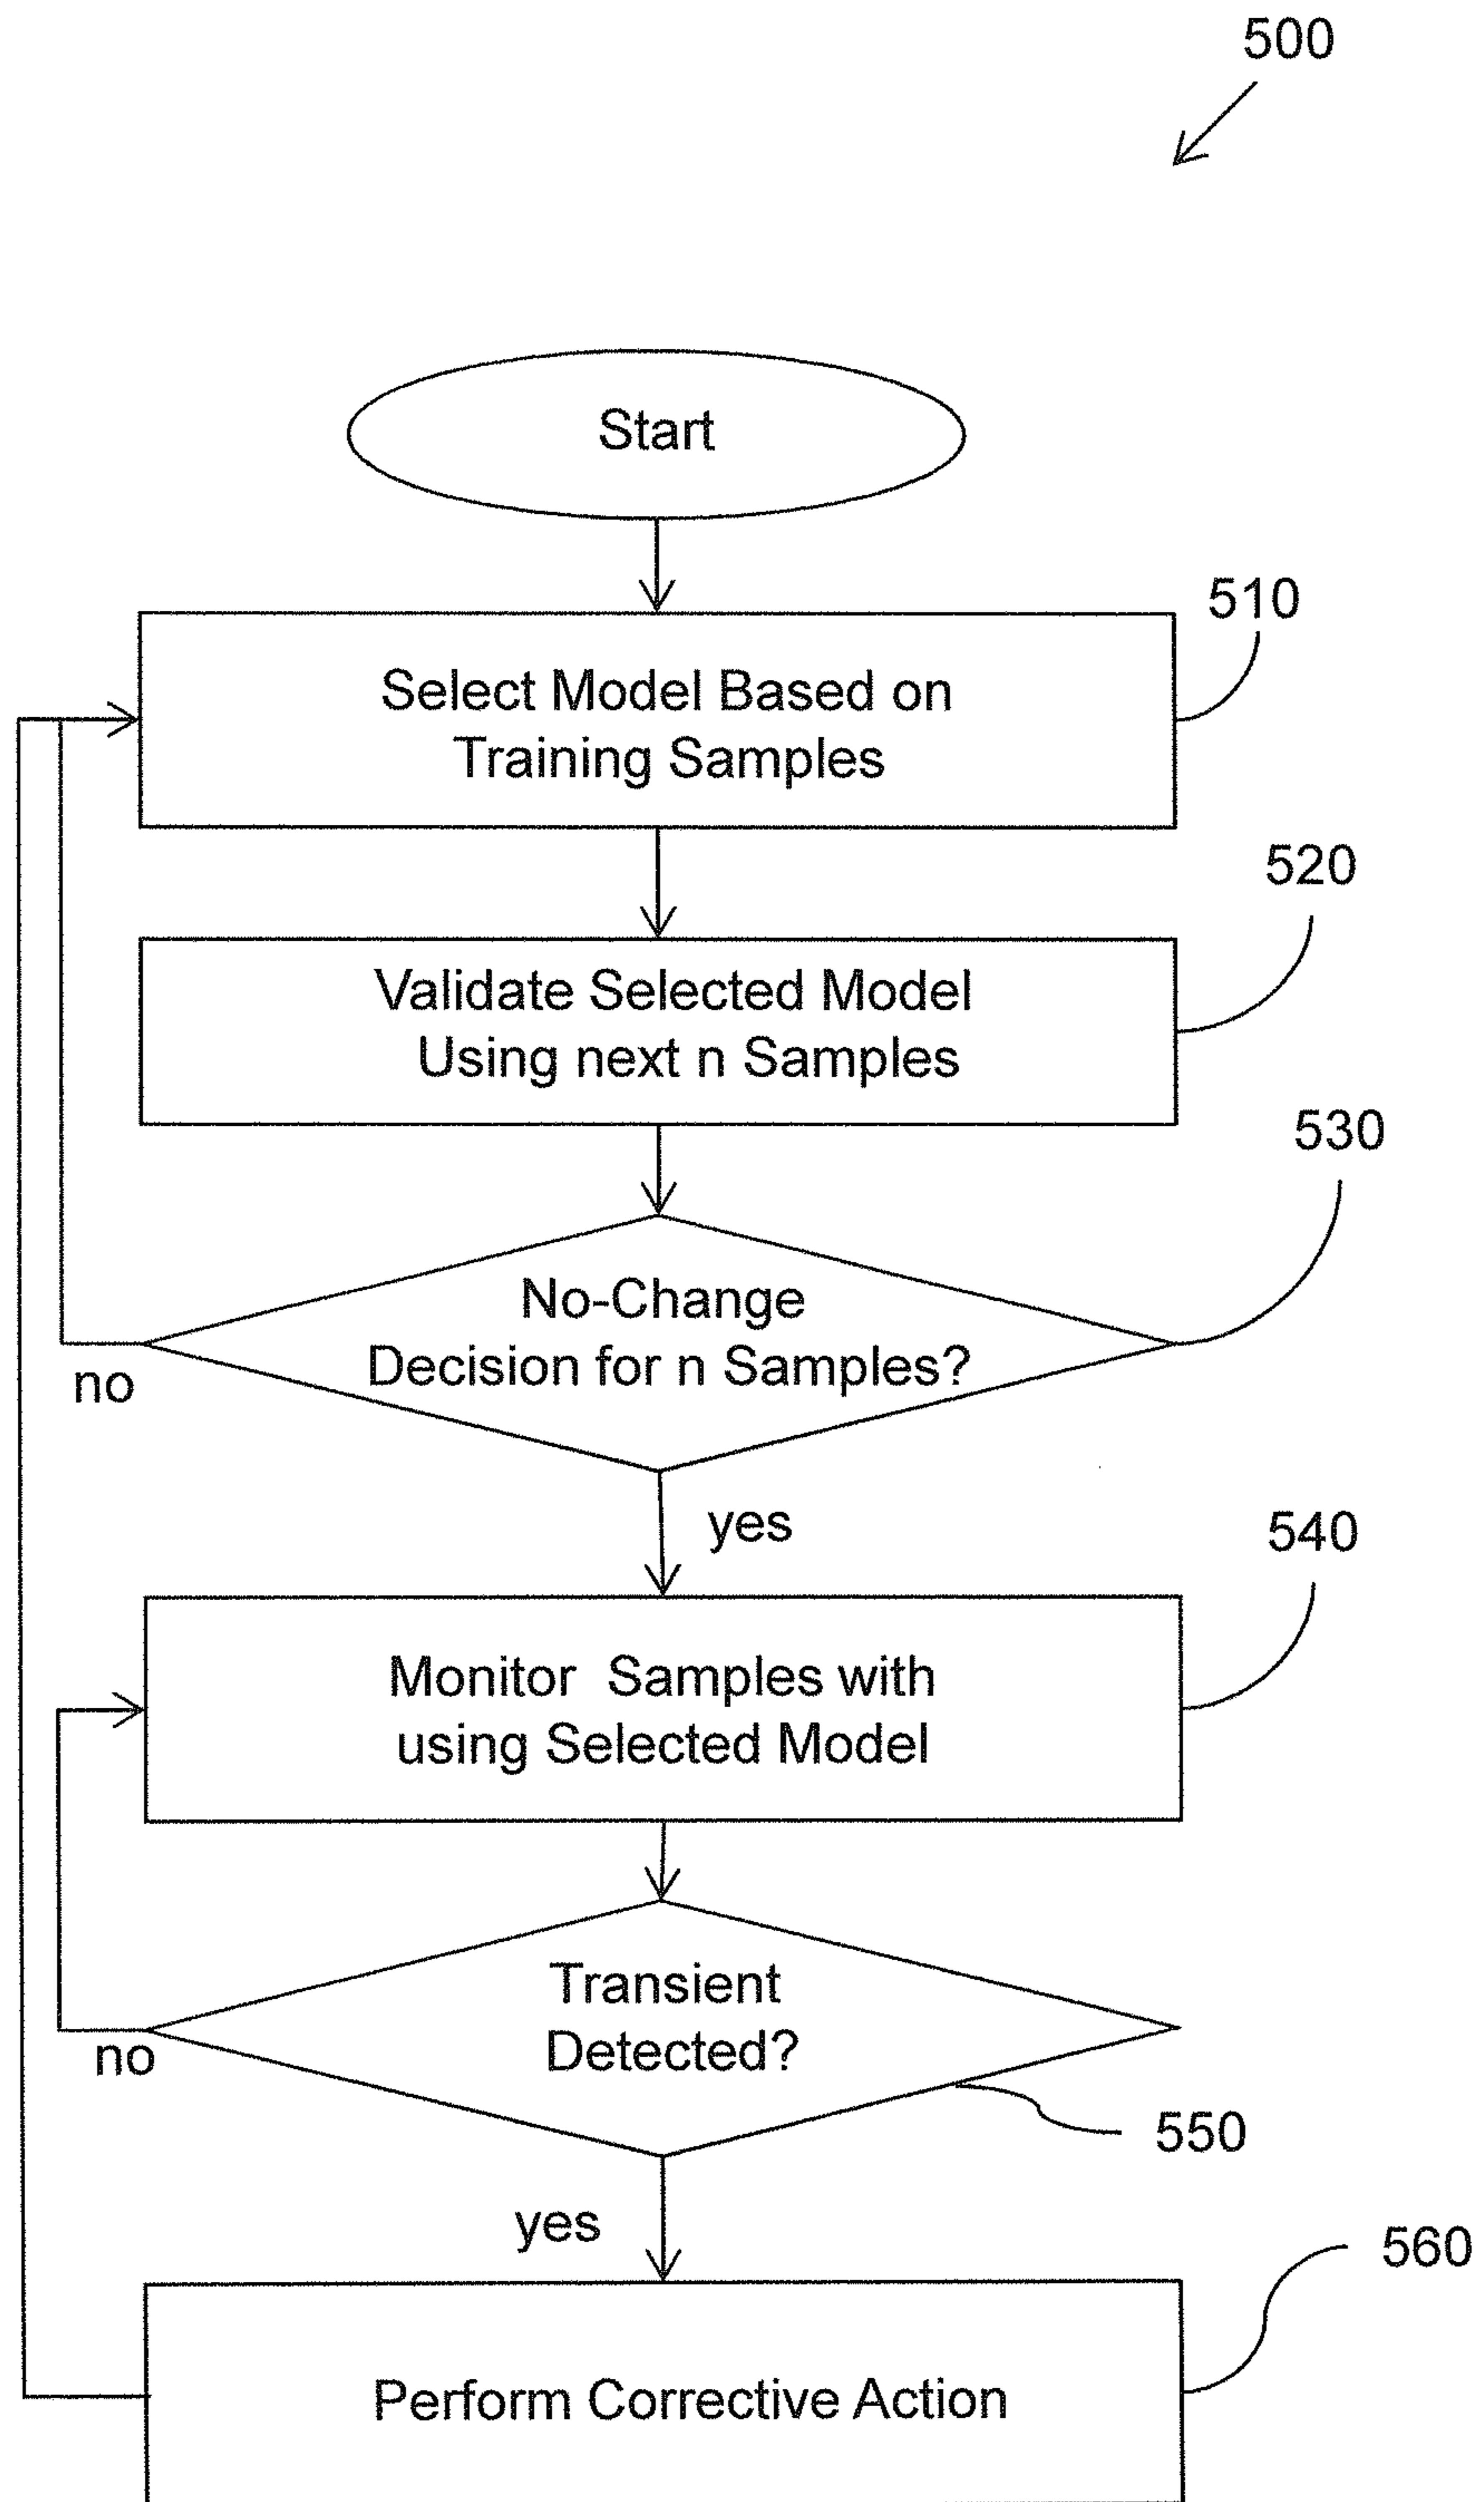 500
Start
510
Select Model Based on
Training Samples
520
Validate Selected Model
Using next n Samples
530
No-Change
Decision for n Samples?
no
yes
540
Monitor Samples with
using Selected Model
Transient
Detected?
no
550
yes
560
Perform Corrective Action